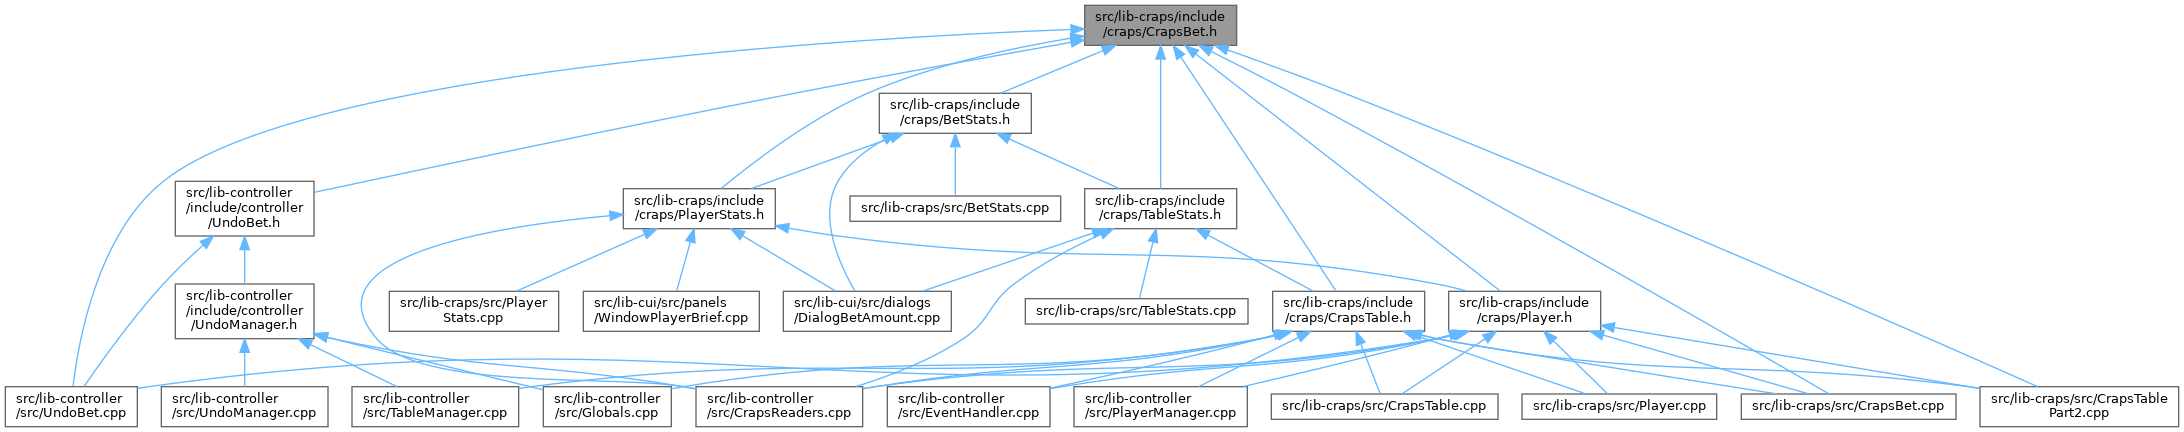 src/lib-craps/include
/craps/CrapsBet.h
src/lib-craps/include
/craps/BetStats.h
src/lib-controller
/include/controller
/UndoBet.h
src/lib-craps/include
/craps/PlayerStats.h
src/lib-craps/src/BetStats.cpp
src/lib-craps/include
/craps/TableStats.h
src/lib-controller
/include/controller
/UndoManager.h
src/lib-craps/src/Player
Stats.cpp
src/lib-cui/src/panels
/WindowPlayerBrief.cpp
src/lib-cui/src/dialogs
/DialogBetAmount.cpp
src/lib-craps/src/TableStats.cpp
src/lib-craps/include
/craps/CrapsTable.h
src/lib-craps/include
/craps/Player.h
src/lib-controller
/src/UndoBet.cpp
src/lib-controller
/src/UndoManager.cpp
src/lib-controller
/src/TableManager.cpp
src/lib-controller
/src/Globals.cpp
src/lib-controller
/src/CrapsReaders.cpp
src/lib-controller
/src/EventHandler.cpp
src/lib-controller
/src/PlayerManager.cpp
src/lib-craps/src/CrapsTable.cpp
src/lib-craps/src/Player.cpp
src/lib-craps/src/CrapsBet.cpp
src/lib-craps/src/CrapsTable
Part2.cpp